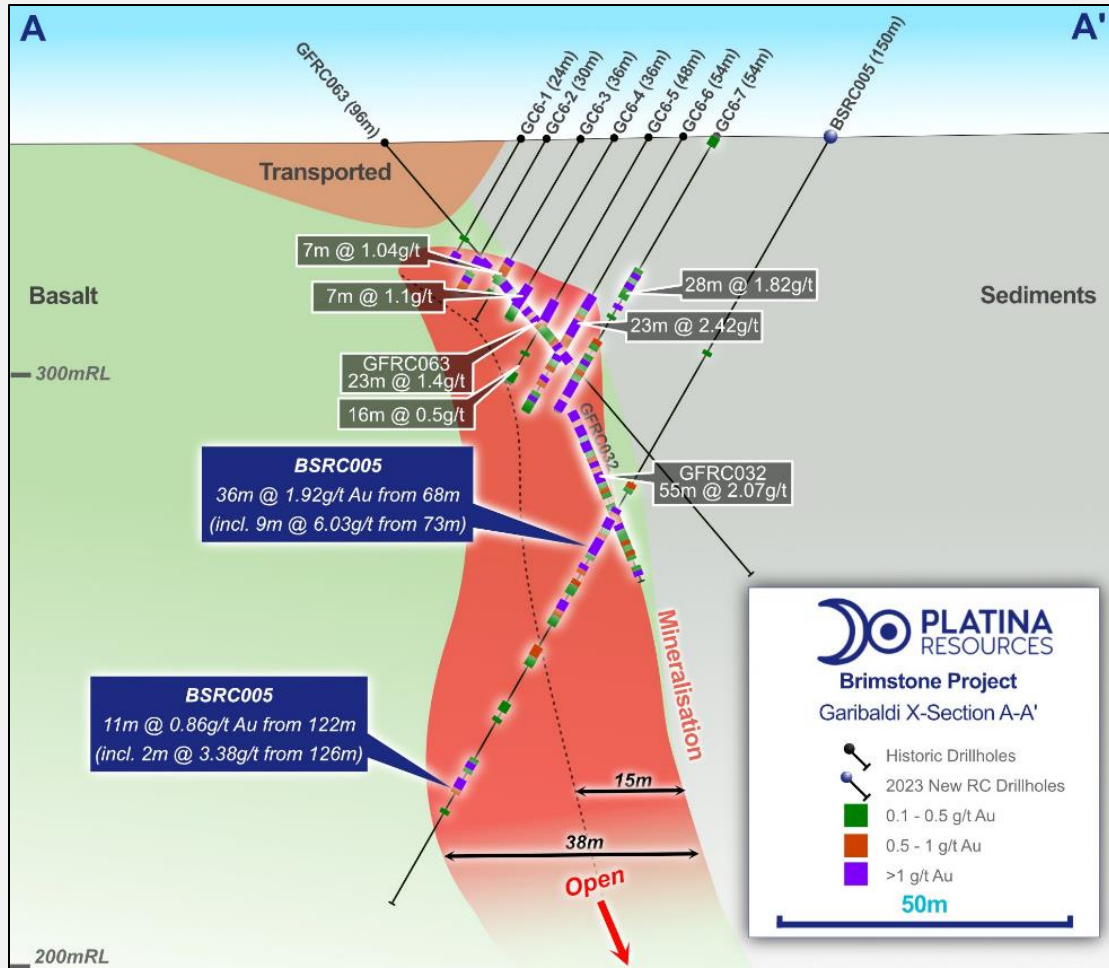 A
A'
GFRC063 (96m)
GC6-1 (24m)
GC6-2 (30m)
GC6-3 (36m)
GC6-4 (36m)
GC6-5 (48m)
GC6-6 (54m)
GC6-7 (54m)
BSRC005 (150m)
Transported
7m @ 1.04g/t
Basalt
7m @ 1.1g/t
28m @ 1.82g/t
Sediments
23m @ 2.42g/t
300mRL
GFRC063
23m @ 1.4g/t
16m @ 0.5g/t
GFRC032
BSRC005
36m @ 1.92g/t Au from 68m
(incl. 9m @ 6.03g/t from 73m)
GFRC032
55m @ 2.07g/t
Mineralisation
BSRC005
11m @ 0.86g/t Au from 122m
(incl. 2m @ 3.38g/t from 126m)
15m
38m
Open
200mRL
PLATINA
RESOURCES
Brimstone Project
Garibaldi X-Section A-A'
Historic Drillholes
2023 New RC Drillholes
0.1 - 0.5 g/t Au
0.5 - 1 g/t Au
>1 g/t Au
50m